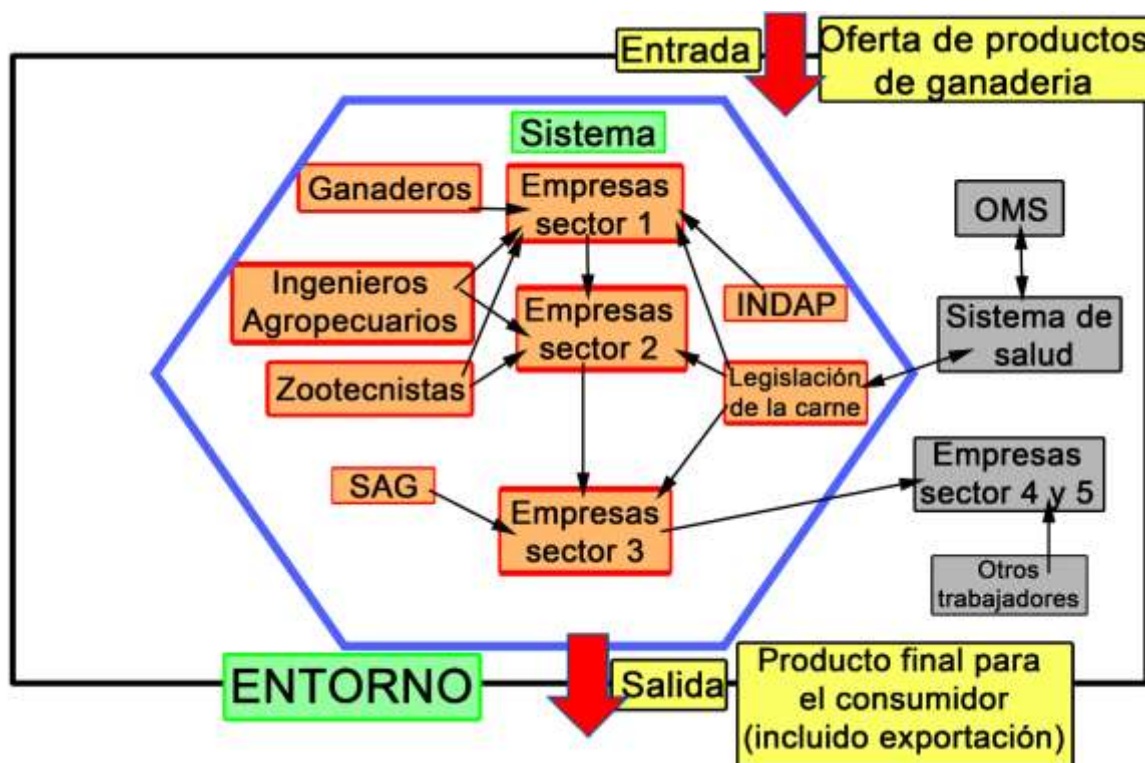 Entrada
Oferta de productos
de ganaderia
Sistema
Ganaderos
Empresas
sector 1
OMS
Ingenieros
Agropecuarios
Empresas
sector 2
INDAP
Sistema de
salud
Zootecnistas
Legislación
de la carne
SAG
Empresas
sector 3
Empresas
sector 4 y 5
Otros
trabajadores
ENTORNO
Salida
Producto final para
el consumidor
(incluido exportación)